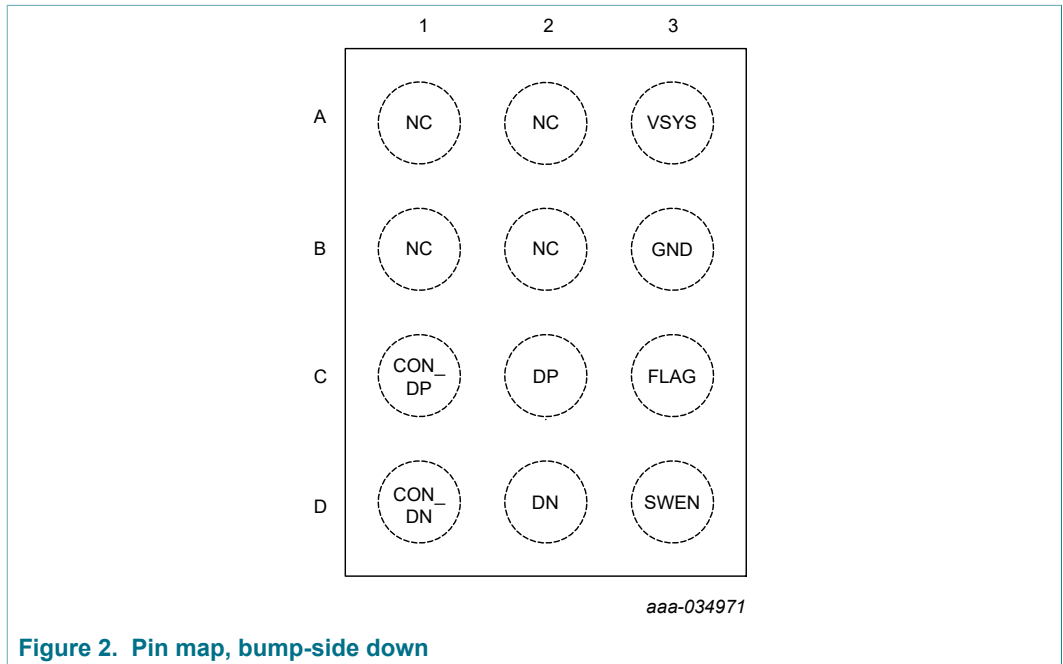 1 2 3
A NC NC VSYS
B NC NC GND
C CON_
DP DP FLAG
D CON_
DN DN SWEN
aaa-034971
Figure 2. Pin map, bump-side down